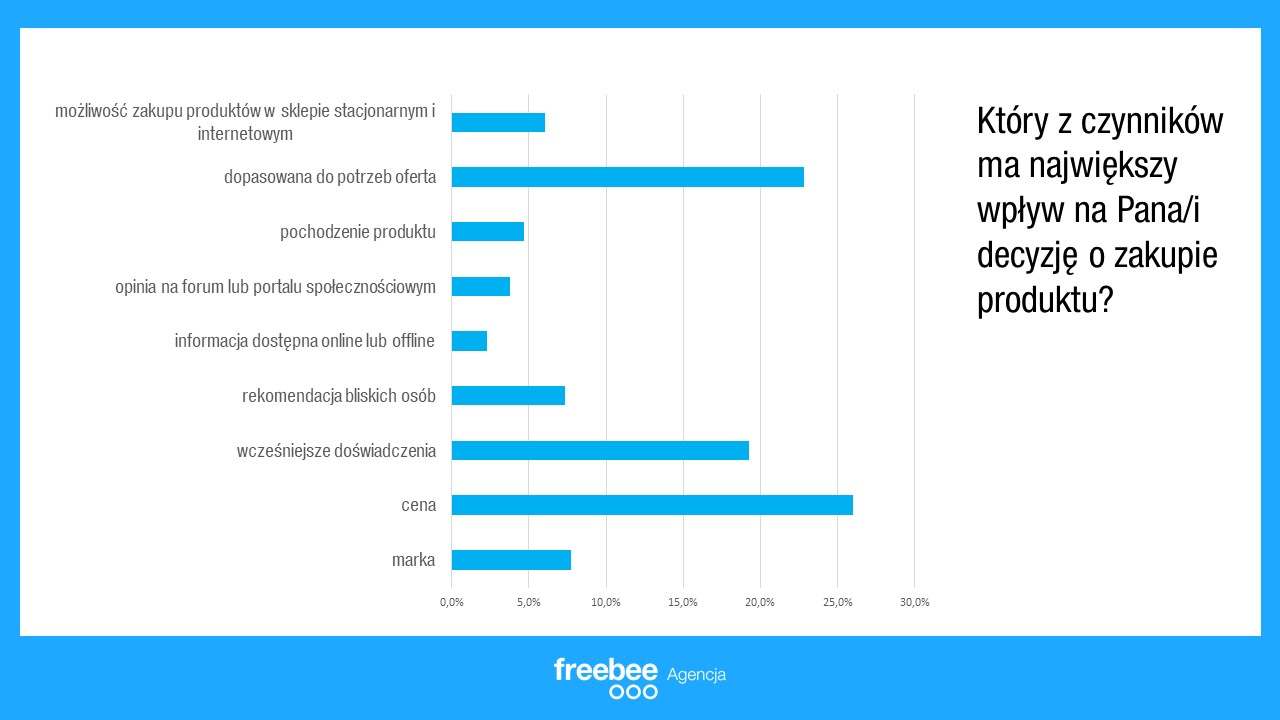 możliwość zakupu produktów w sklepie stacjonarnym i
internetowym
dopasowana do potrzeb oferta
pochodzenie produktu
opinia na forum lub portalu społecznościowym
informacja dostępna online lub offline
rekomendacja bliskich osób
wcześniejsze doświadczenia
cena
marka
0,0% 5,0% 10,0% 15,0% 20,0% 25,0% 30,0%
Który z czynników
ma największy
wpływ na Pana/i
decyzję o zakupie
produktu?
freebee Agencja